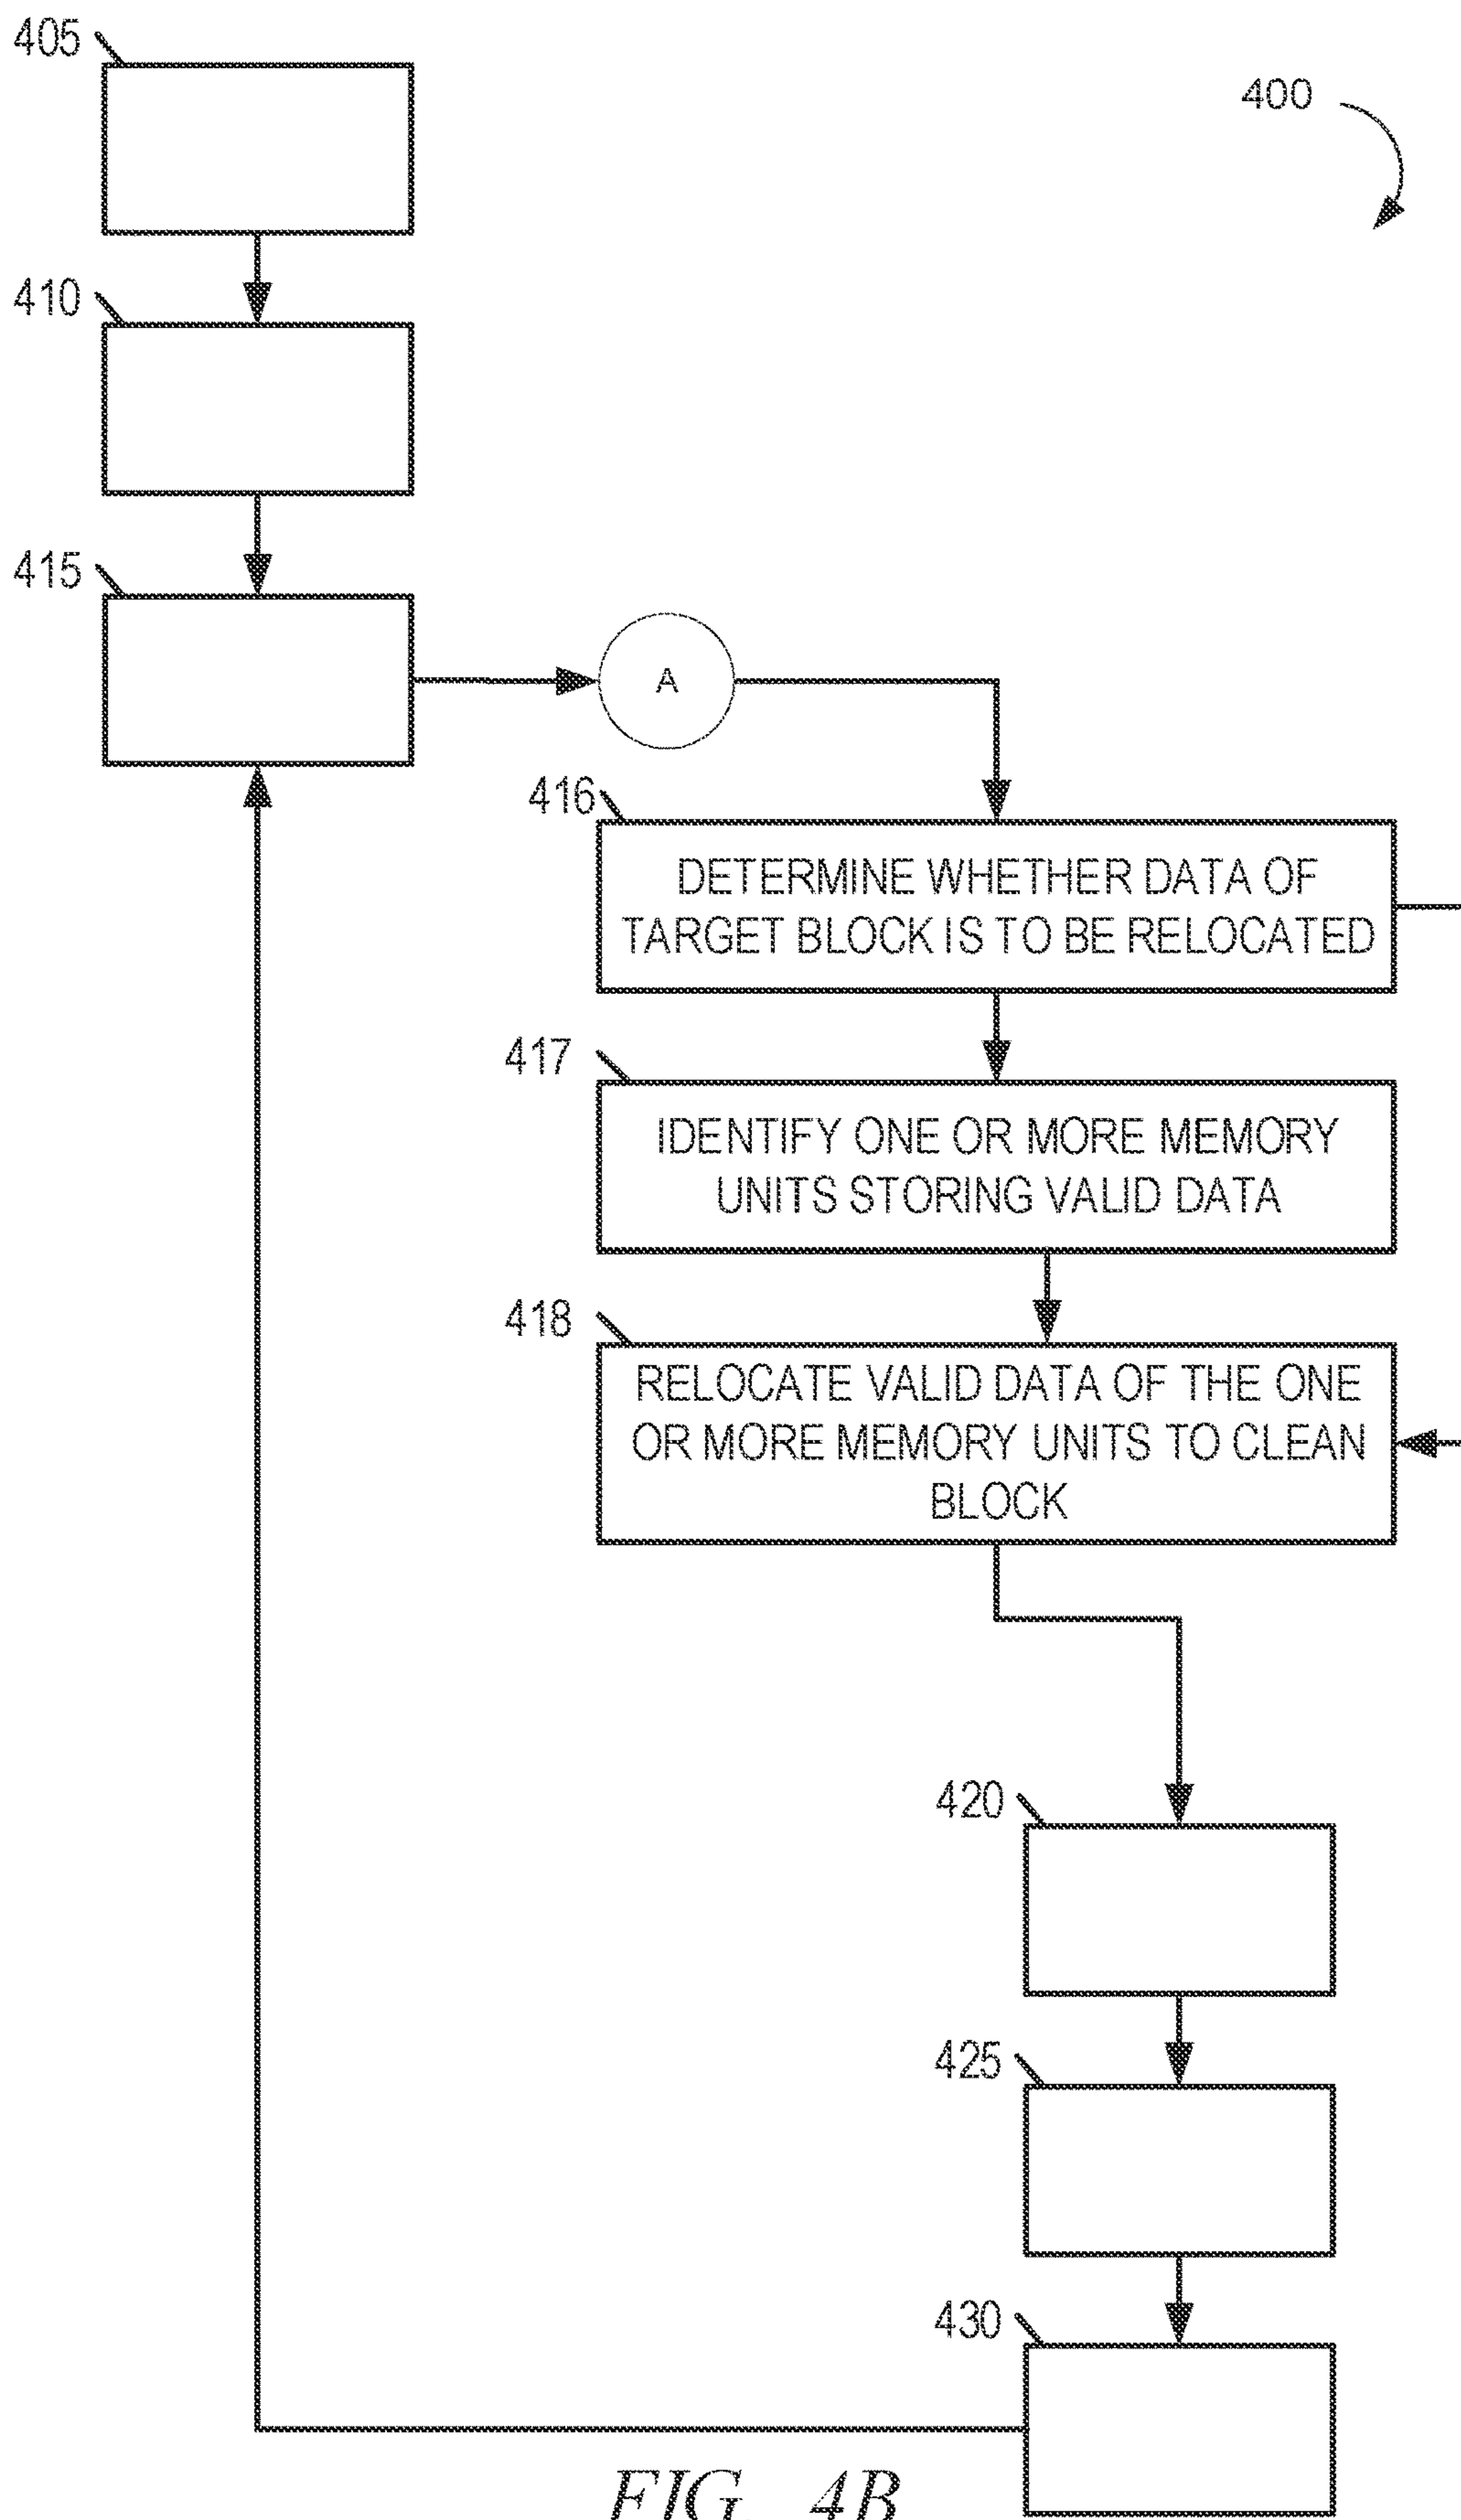 405
400
410
415
A
416
DETERMINE WHETHER DATA OF
TARGET BLOCK IS TO BE RELOCATED
417
IDENTIFY ONE OR MORE MEMORY
UNITS STORING VALID DATA
418
RELOCATE VALID DATA OF THE ONE
OR MORE MEMORY UNITS TO CLEAN
BLOCK
420
425
430
FIG. 4B